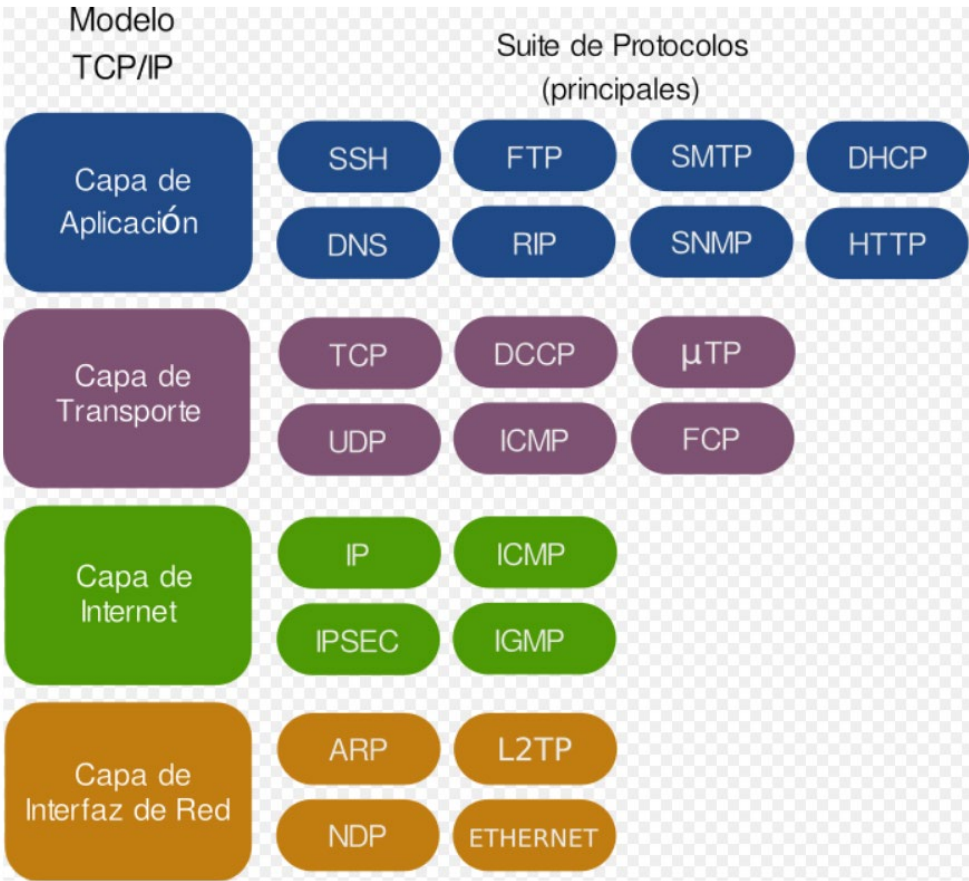 Modelo
TCP/IP
Suite de Protocolos
(principales)
Capa de
Aplicación
SSH FTP SMTP DHCP
DNS RIP SNMP HTTP
Capa de
Transporte
TCP DCCP µTP
UDP ICMP FCP
Capa de
Internet
IP ICMP
IPSEC IGMP
Capa de
Interfaz de Red
ARP L2TP
NDP ETHERNET